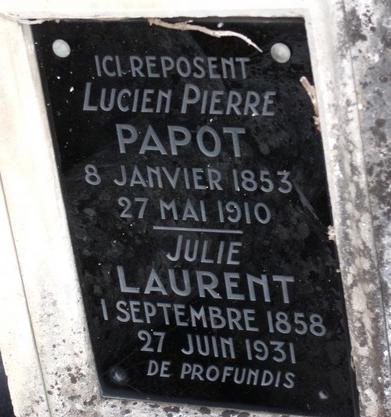 ICI REPOSENT
LUCIEN PIERRE
PAPOT
8 JANVIER 1853
27 MAI 1910
JULIE
LAURENT
1 SEPTEMBRE 1858
27 JUIN 1931
DE PROFUNDIS